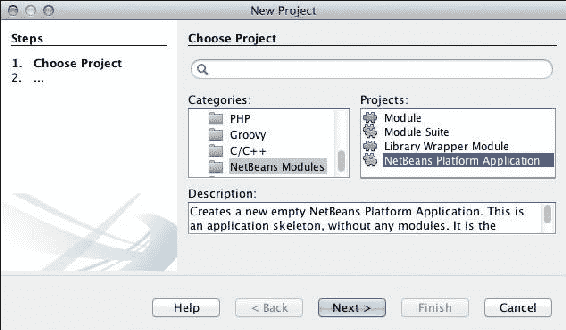 New Project
Steps
1. Choose Project
2. ...
Choose Project
Categories:
PHP
Groovy
C/C++
NetBeans Modules
Projects:
Module
Module Suite
Library Wrapper Module
NetBeans Platform Application
Description:
Creates a new empty NetBeans Platform Application. This is
an application skeleton, without any modules. It is the
Help
< Back
Next >
Finish
Cancel